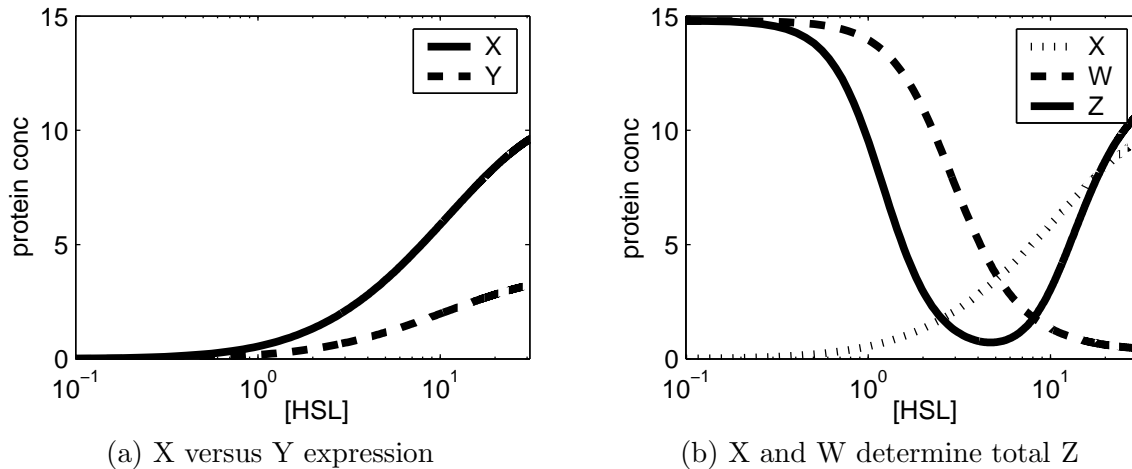 15
10
5
0
protein conc
X
Y
10^-1
10^0
10^1
[HSL]
(a) X versus Y expression
15
10
5
0
protein conc
X
W
Z
10^-1
10^0
10^1
[HSL]
(b) X and W determine total Z